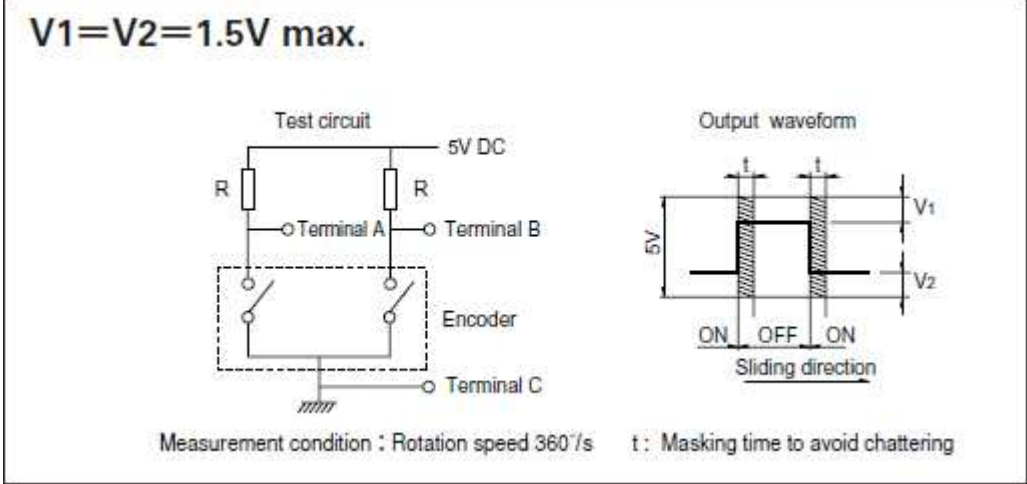 V1=V2=1.5V max.
Test circuit
5V DC
R
R
Terminal A
Terminal B
Encoder
Terminal C
Output waveform
t
t
V1
5V
V2
ON
OFF
ON
Sliding direction
Measurement condition : Rotation speed 360°/s
t : Masking time to avoid chattering